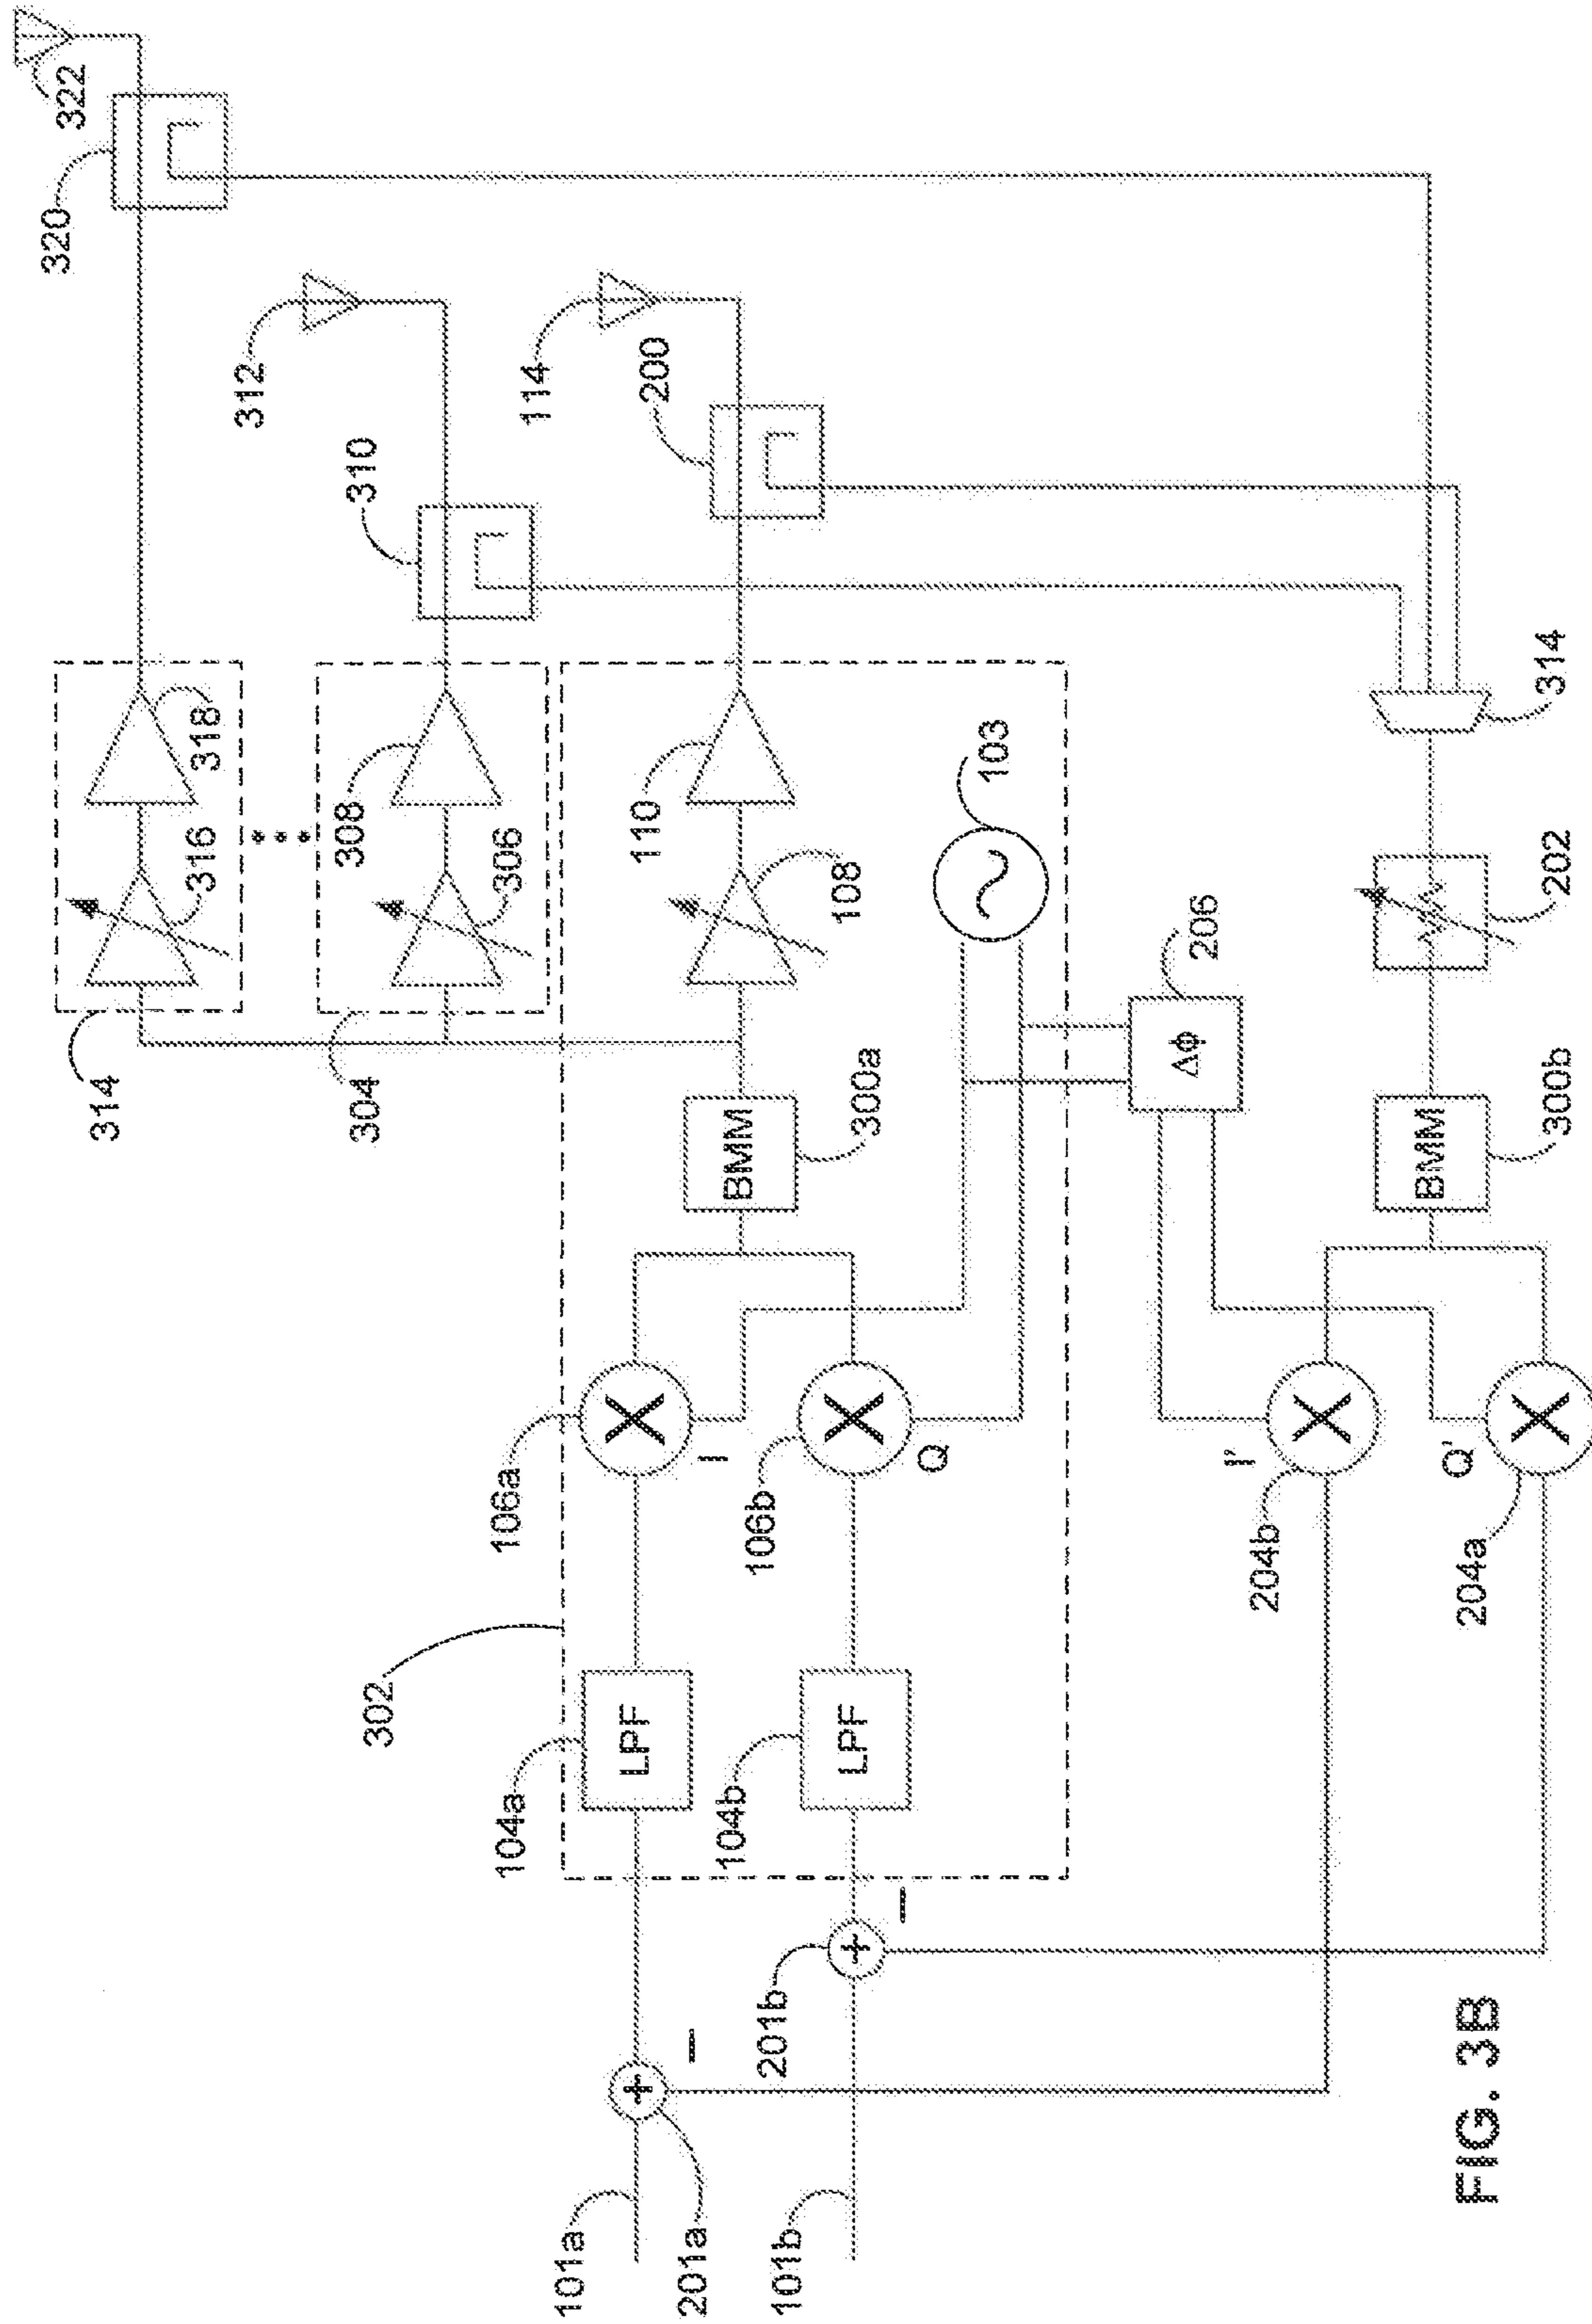 322
320
312
310
114
200
314
316
318
304
306
308
110
108
103
300a
BMM
206
Δφ
314
202
300b
BMM
302
106a
I
106b
Q
I'
204b
Q'
204a
104a
LPF
104b
LPF
101a
+
−
201a
101b
201b
+
−
FIG. 3B